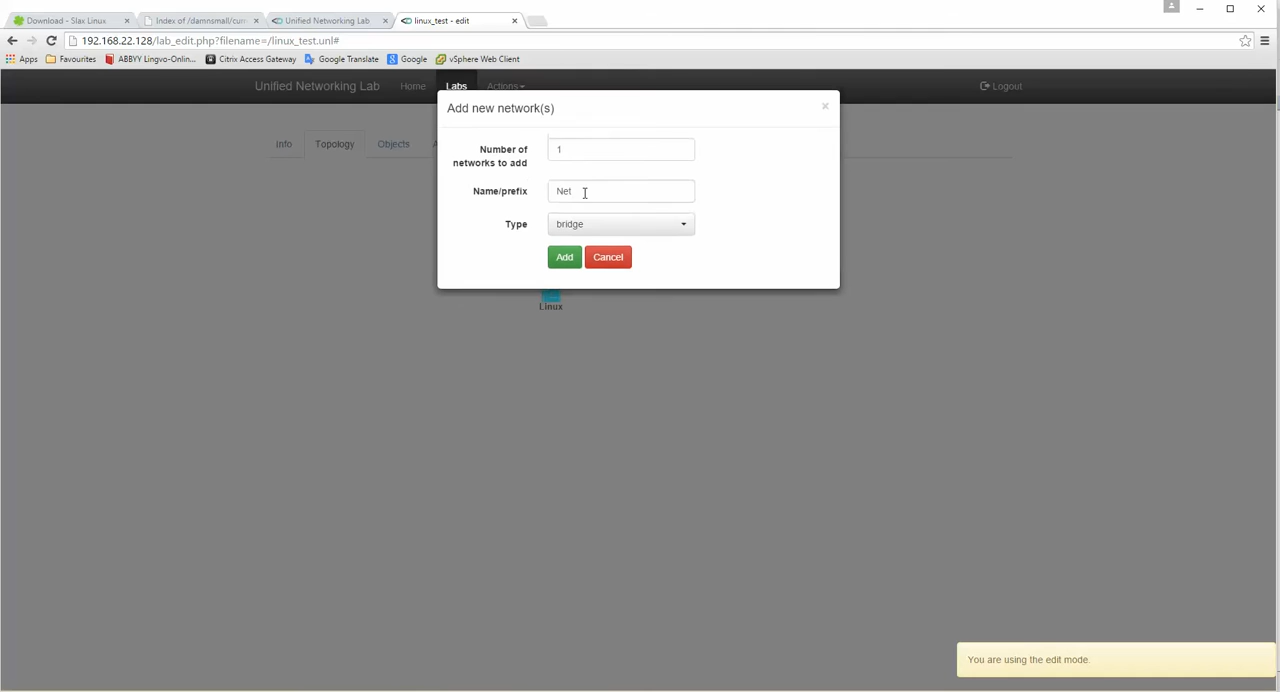 Download - Slax Linux
Index of /damnsmall/curr
Unified Networking Lab
linux_test - edit
192.168.22.128/lab_edit.php?filename=/linux_test.unl#
Apps Favourites ABBYY Lingvo-Onlin... Citrix Access Gateway Google Translate Google vSphere Web Client
Unified Networking Lab Home Labs Actions Logout
Add new network(s) ×
Info Topology Objects
Number of
networks to add
1
Name/prefix Net
Type bridge
Add Cancel
Linux
You are using the edit mode.